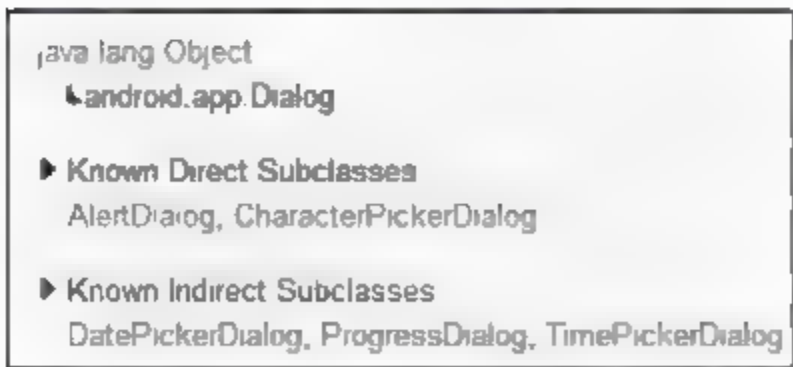 java lang Object
android.app.Dialog
Known Direct Subclasses
AlertDialog, CharacterPickerDialog
Known Indirect Subclasses
DatePickerDialog, ProgressDialog, TimePickerDialog